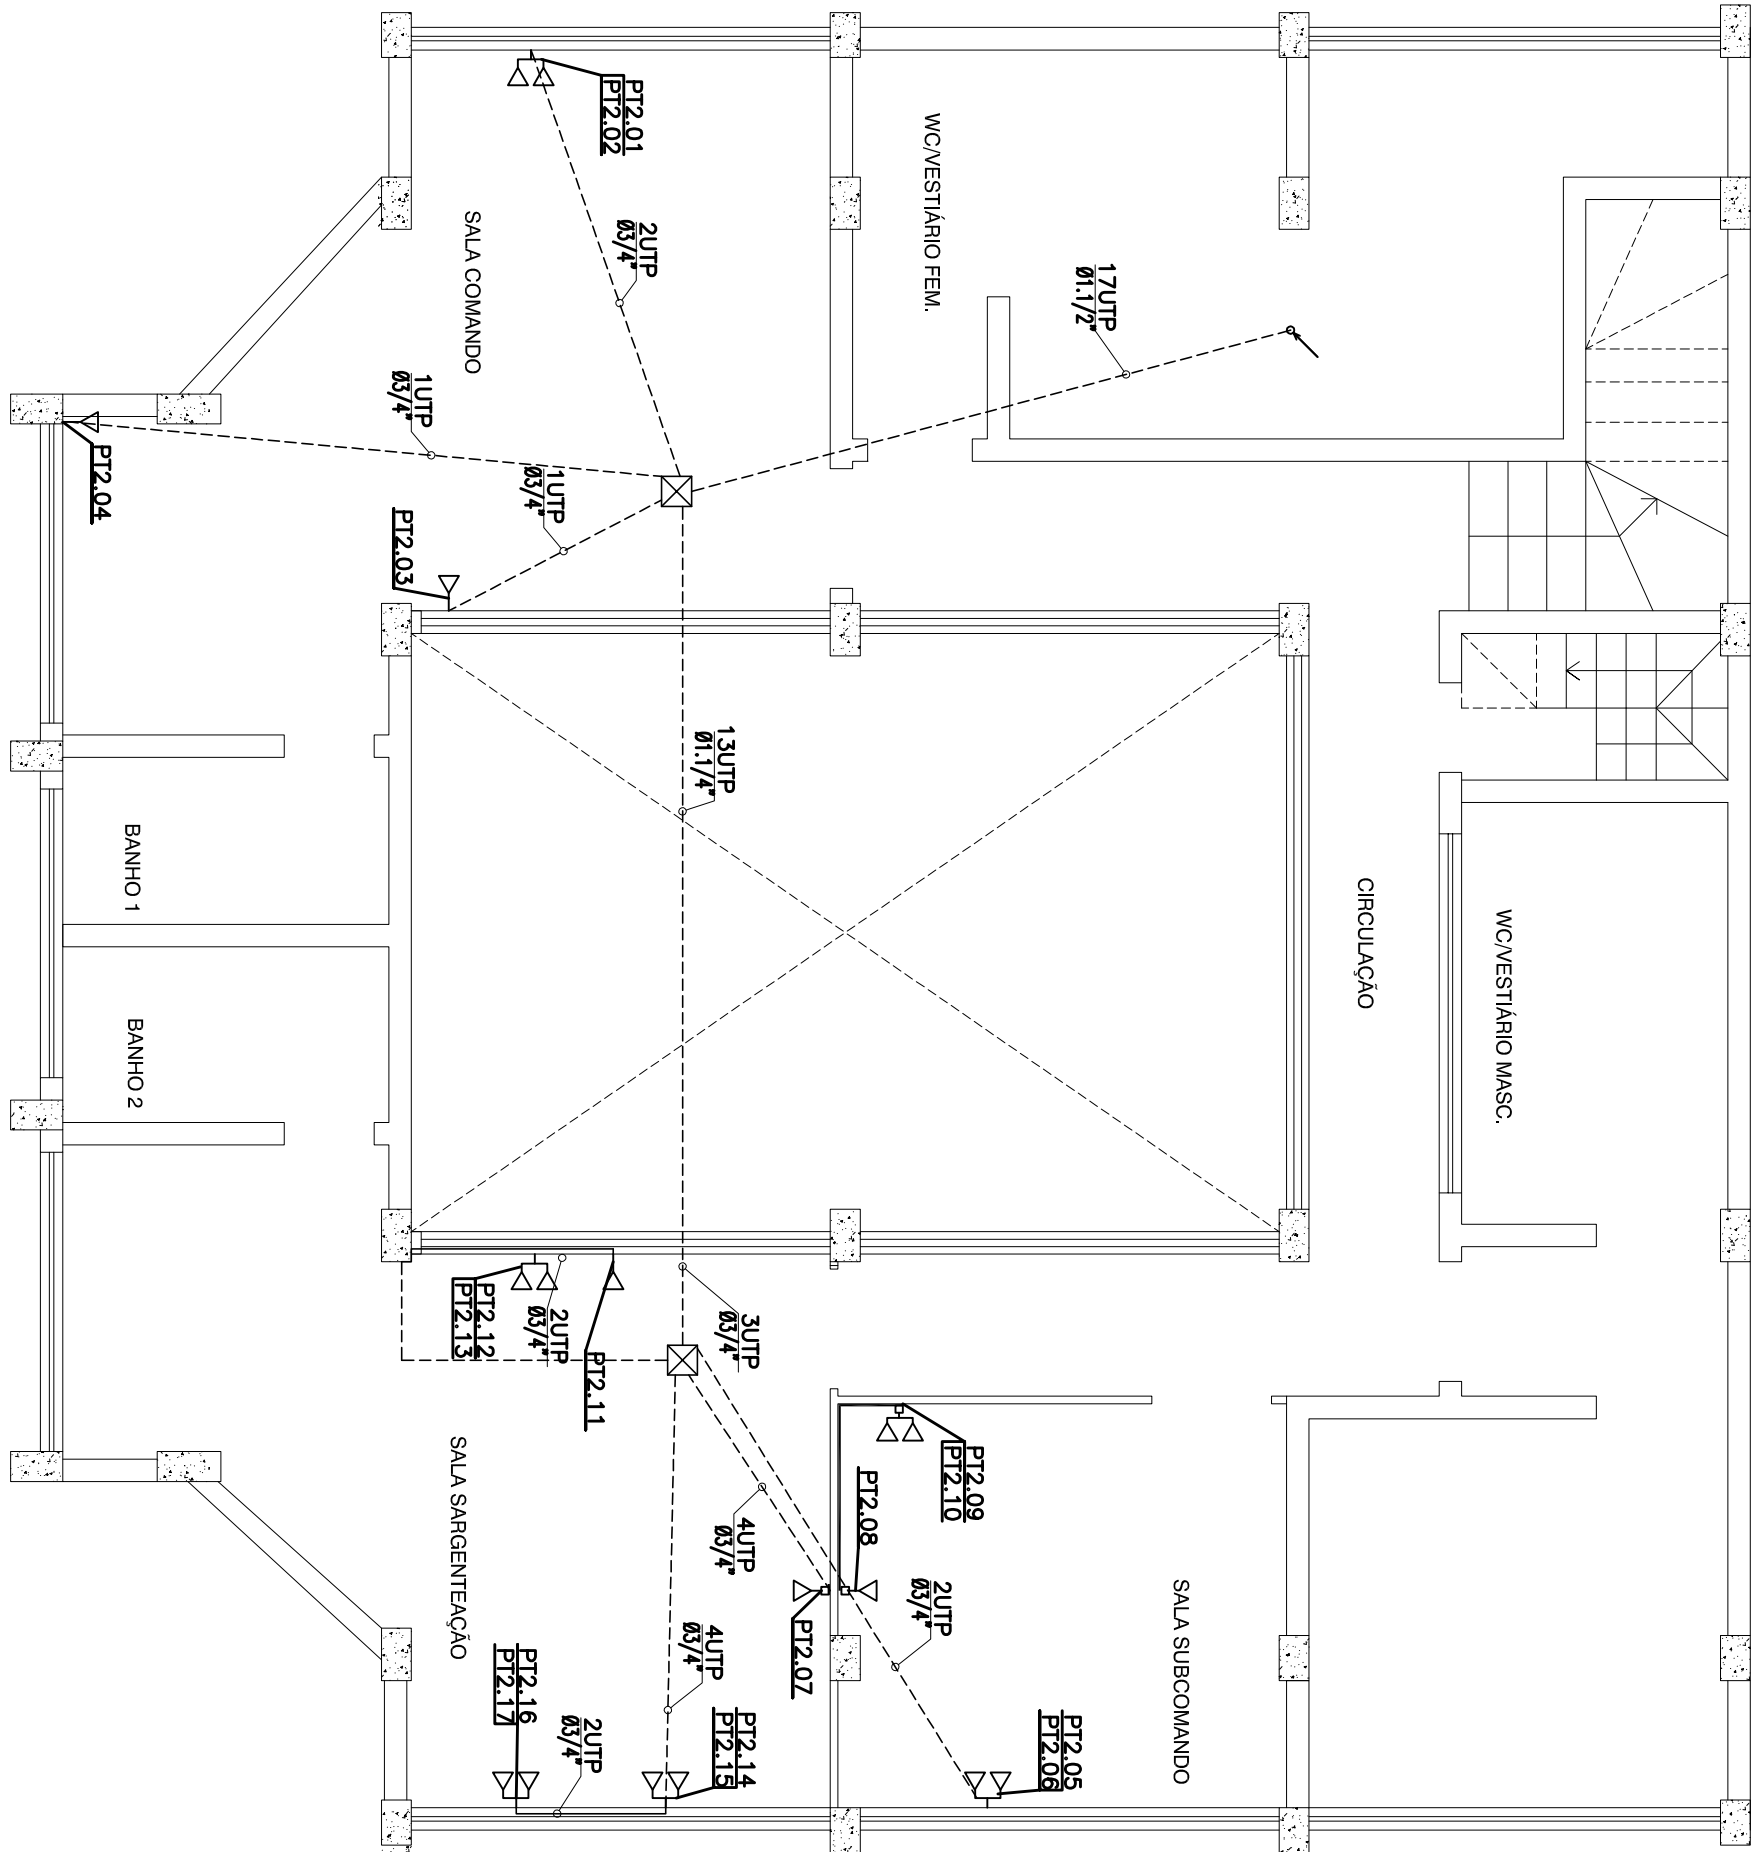 PT2.01
PT2.02
WC/VESTIÁRIO FEM.
SALA COMANDO
2UTP
Ø3/4"
17UTP
Ø1.1/2"
1UTP
Ø3/4"
PT2.04
1UTP
Ø3/4"
PT2.03
13UTP
Ø1.1/4"
BANHO 1
BANHO 2
CIRCULAÇÃO
WC/VESTIÁRIO MASC.
PT2.12
PT2.13
2UTP
Ø3/4"
PT2.11
3UTP
Ø3/4"
PT2.09
PT2.10
PT2.08
4UTP
Ø3/4"
SALA SARGENTEAÇÃO
2UTP
Ø3/4"
SALA SUBCOMANDO
PT2.07
4UTP
Ø3/4"
PT2.16
PT2.17
2UTP
Ø3/4"
PT2.14
PT2.15
PT2.05
PT2.06